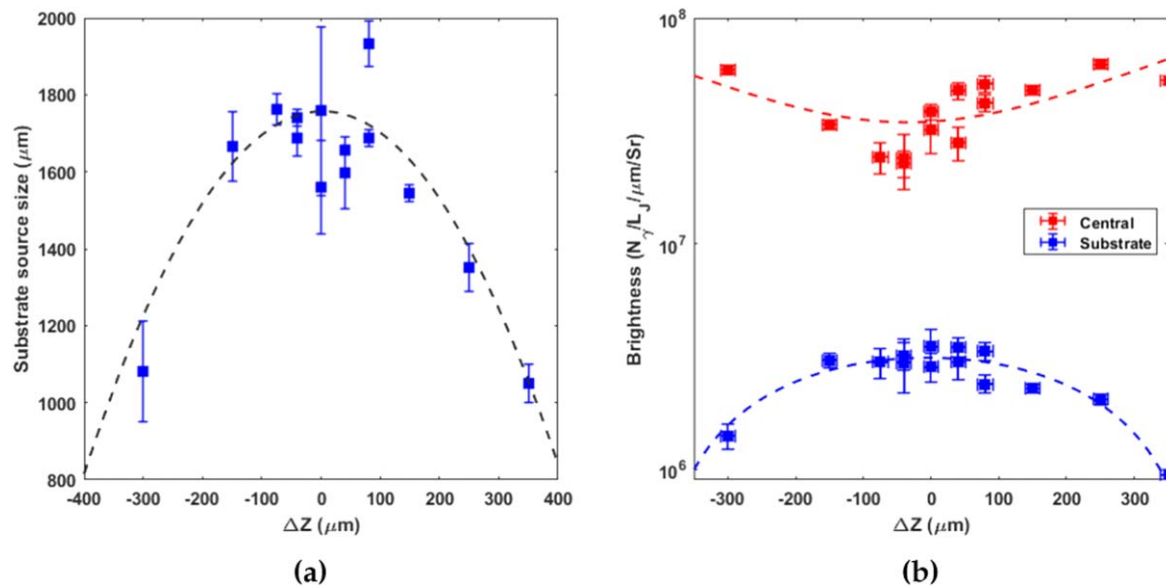 2000
1800
1600
1400
1200
1000
800
Substrate source size (μm)
-400 -300 -200 -100 0 100 200 300 400
ΔZ (μm)
(a)
10^8
10^7
10^6
Brightness (N_γ/L_J/μm/Sr)
Central
Substrate
-300 -200 -100 0 100 200 300
ΔZ (μm)
(b)